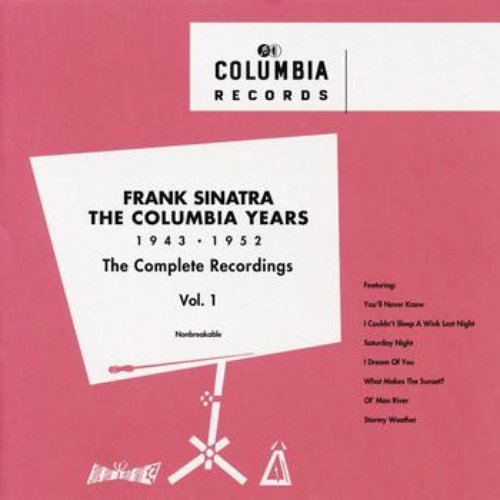 COLUMBIA
RECORDS
FRANK SINATRA
THE COLUMBIA YEARS
1943 · 1952
The Complete Recordings
Vol. 1
Nonbreakable
Featuring:
You'll Never Know
I Couldn't Sleep A Wink Last Night
Saturday Night
I Dream Of You
What Makes The Sunset?
Ol' Man River
Stormy Weather